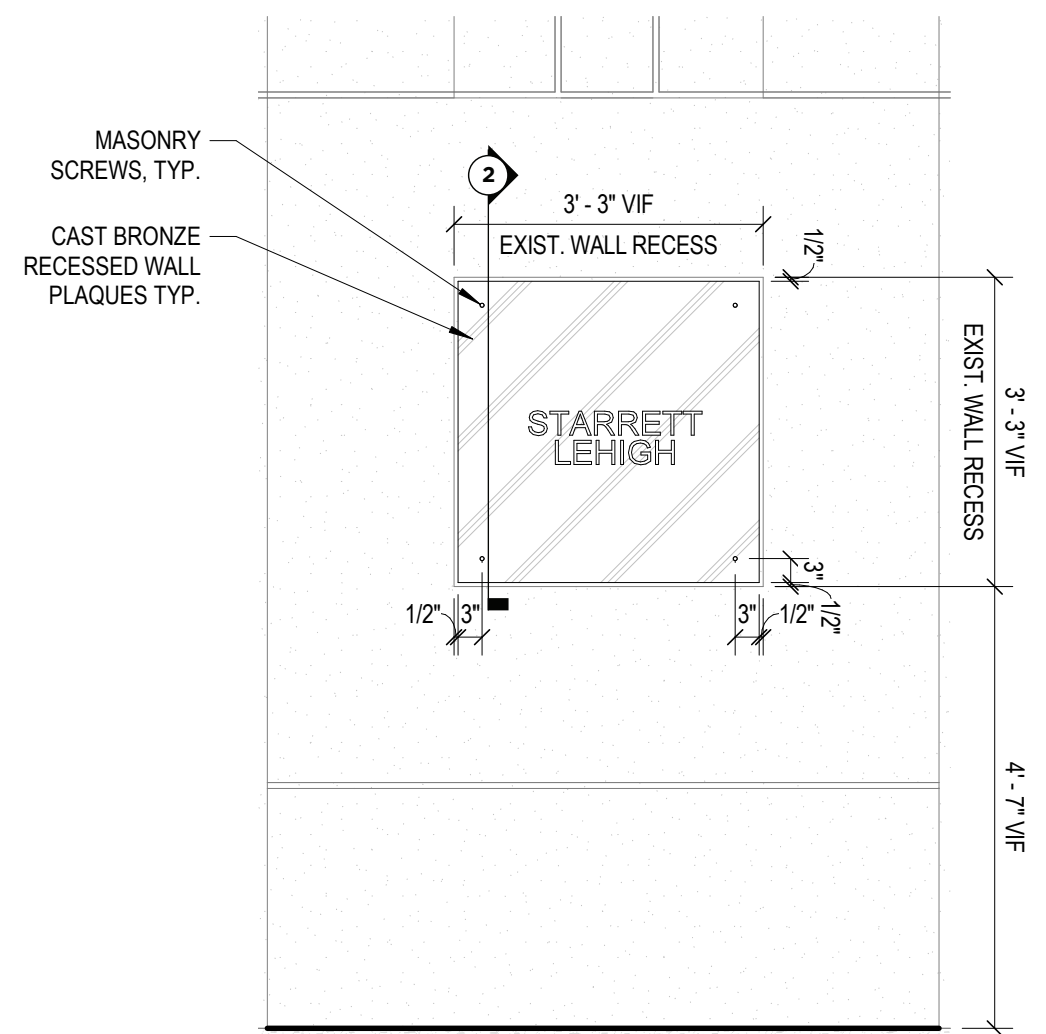 MASONRY
SCREWS, TYP.
CAST BRONZE
RECESSED WALL
PLAQUES TYP.
2
3' - 3" VIF
EXIST. WALL RECESS
1/2"
EXIST. WALL RECESS
3' - 3" VIF
STARRETT
LEHIGH
3"
1/2"
1/2"
3"
3"
1/2"
4' - 7" VIF